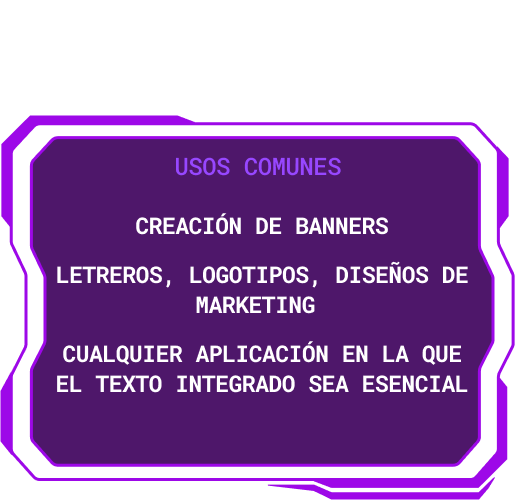 USOS COMUNES
CREACIÓN DE BANNERS
LETREROS, LOGOTIPOS, DISEÑOS DE
MARKETING
CUALQUIER APLICACIÓN EN LA QUE
EL TEXTO INTEGRADO SEA ESENCIAL